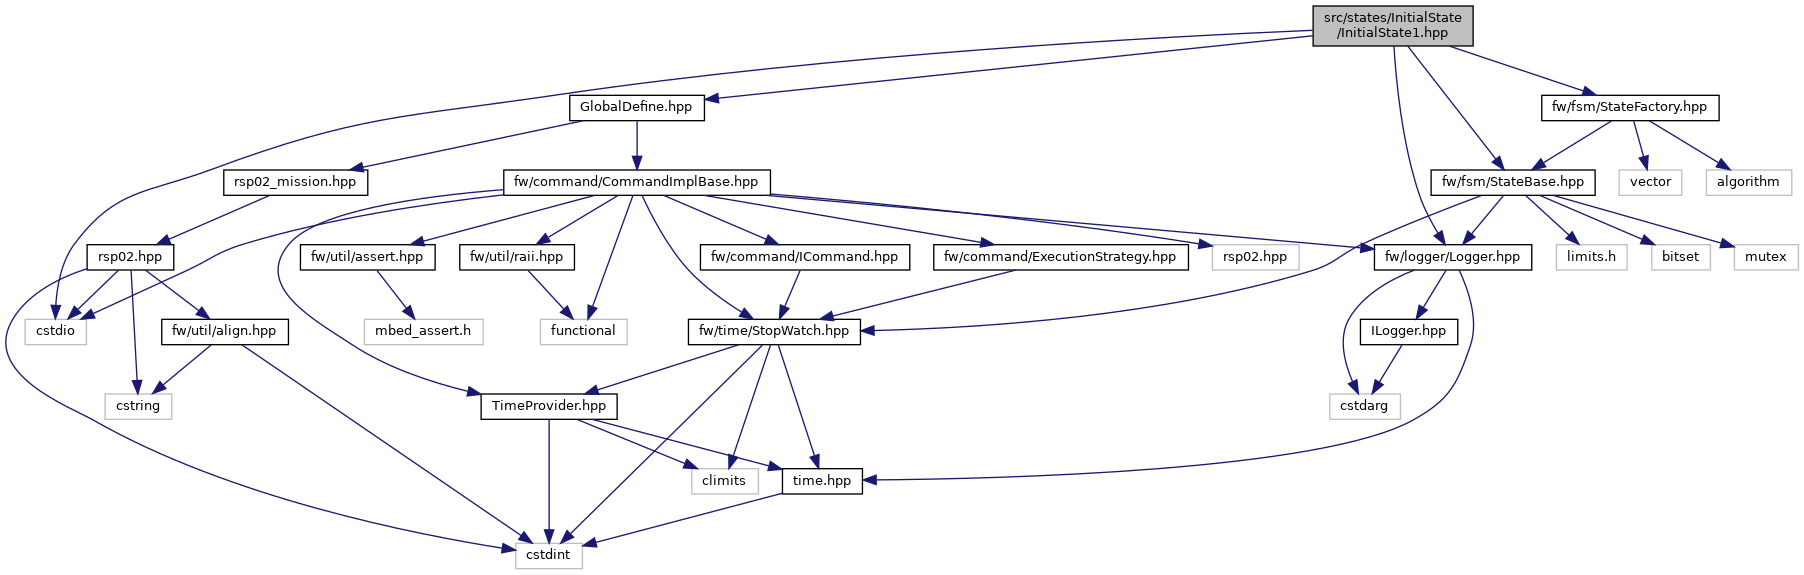 src/states/InitialState
/InitialState1.hpp
GlobalDefine.hpp
fw/fsm/StateFactory.hpp
rsp02_mission.hpp
fw/command/CommandImplBase.hpp
fw/fsm/StateBase.hpp
vector
algorithm
rsp02.hpp
fw/util/assert.hpp
fw/util/raii.hpp
fw/command/ICommand.hpp
fw/command/ExecutionStrategy.hpp
rsp02.hpp
fw/logger/Logger.hpp
limits.h
bitset
mutex
cstdio
fw/util/align.hpp
mbed_assert.h
functional
fw/time/StopWatch.hpp
ILogger.hpp
cstring
TimeProvider.hpp
cstdarg
climits
time.hpp
cstdint